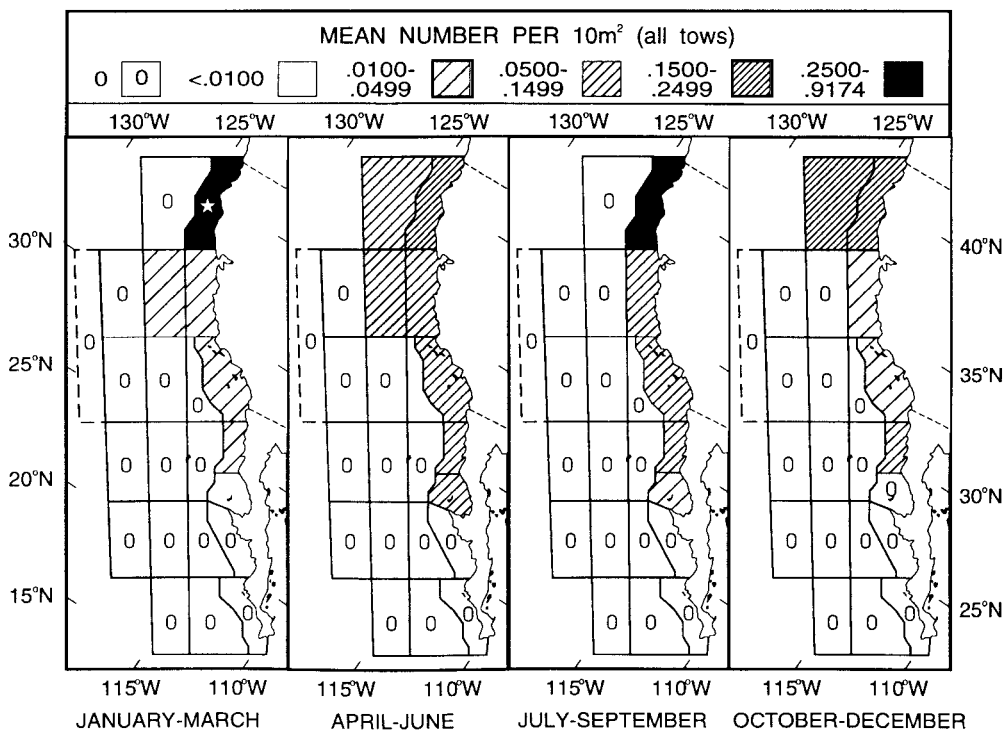 MEAN NUMBER PER 10m² (all tows)
0 0 <.0100 .0100-.0499 .0500-.1499 .1500-.2499 .2500-.9174
130°W 125°W 130°W 125°W 130°W 125°W 130°W 125°W
30°N 40°N
25°N 35°N
20°N 30°N
15°N 25°N
0 0 0
0 0 0 0 0 0
0 0
0 0 0 0 0 0 0 0
0 0 0
0 0 0 0 0 0 0 0 0 0 0 0
0
0 0 0 0 0 0 0 0 0 0 0 0 0 0 0 0
0 0 0 0
0 0 0 0 0 0 0 0
115°W 110°W 115°W 110°W 115°W 110°W 115°W 110°W
JANUARY-MARCH APRIL-JUNE JULY-SEPTEMBER OCTOBER-DECEMBER